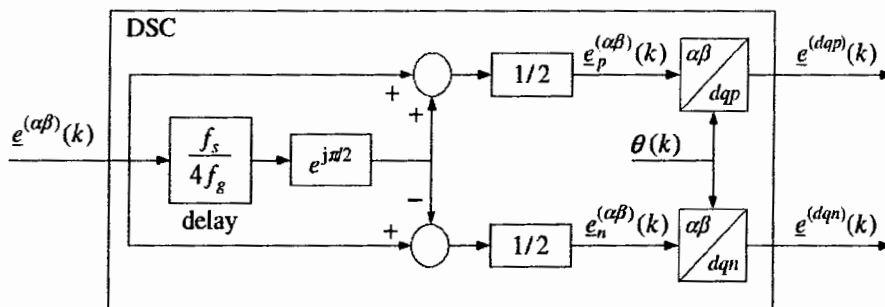 DSC
+
+
1/2
e_p^{(αβ)}(k)
αβ
dqp
e^{(dqp)}(k)
e^{(αβ)}(k)
f_s
4f_g
delay
e^{jπ/2}
θ(k)
−
+
1/2
e_n^{(αβ)}(k)
αβ
dqn
e^{(dqn)}(k)